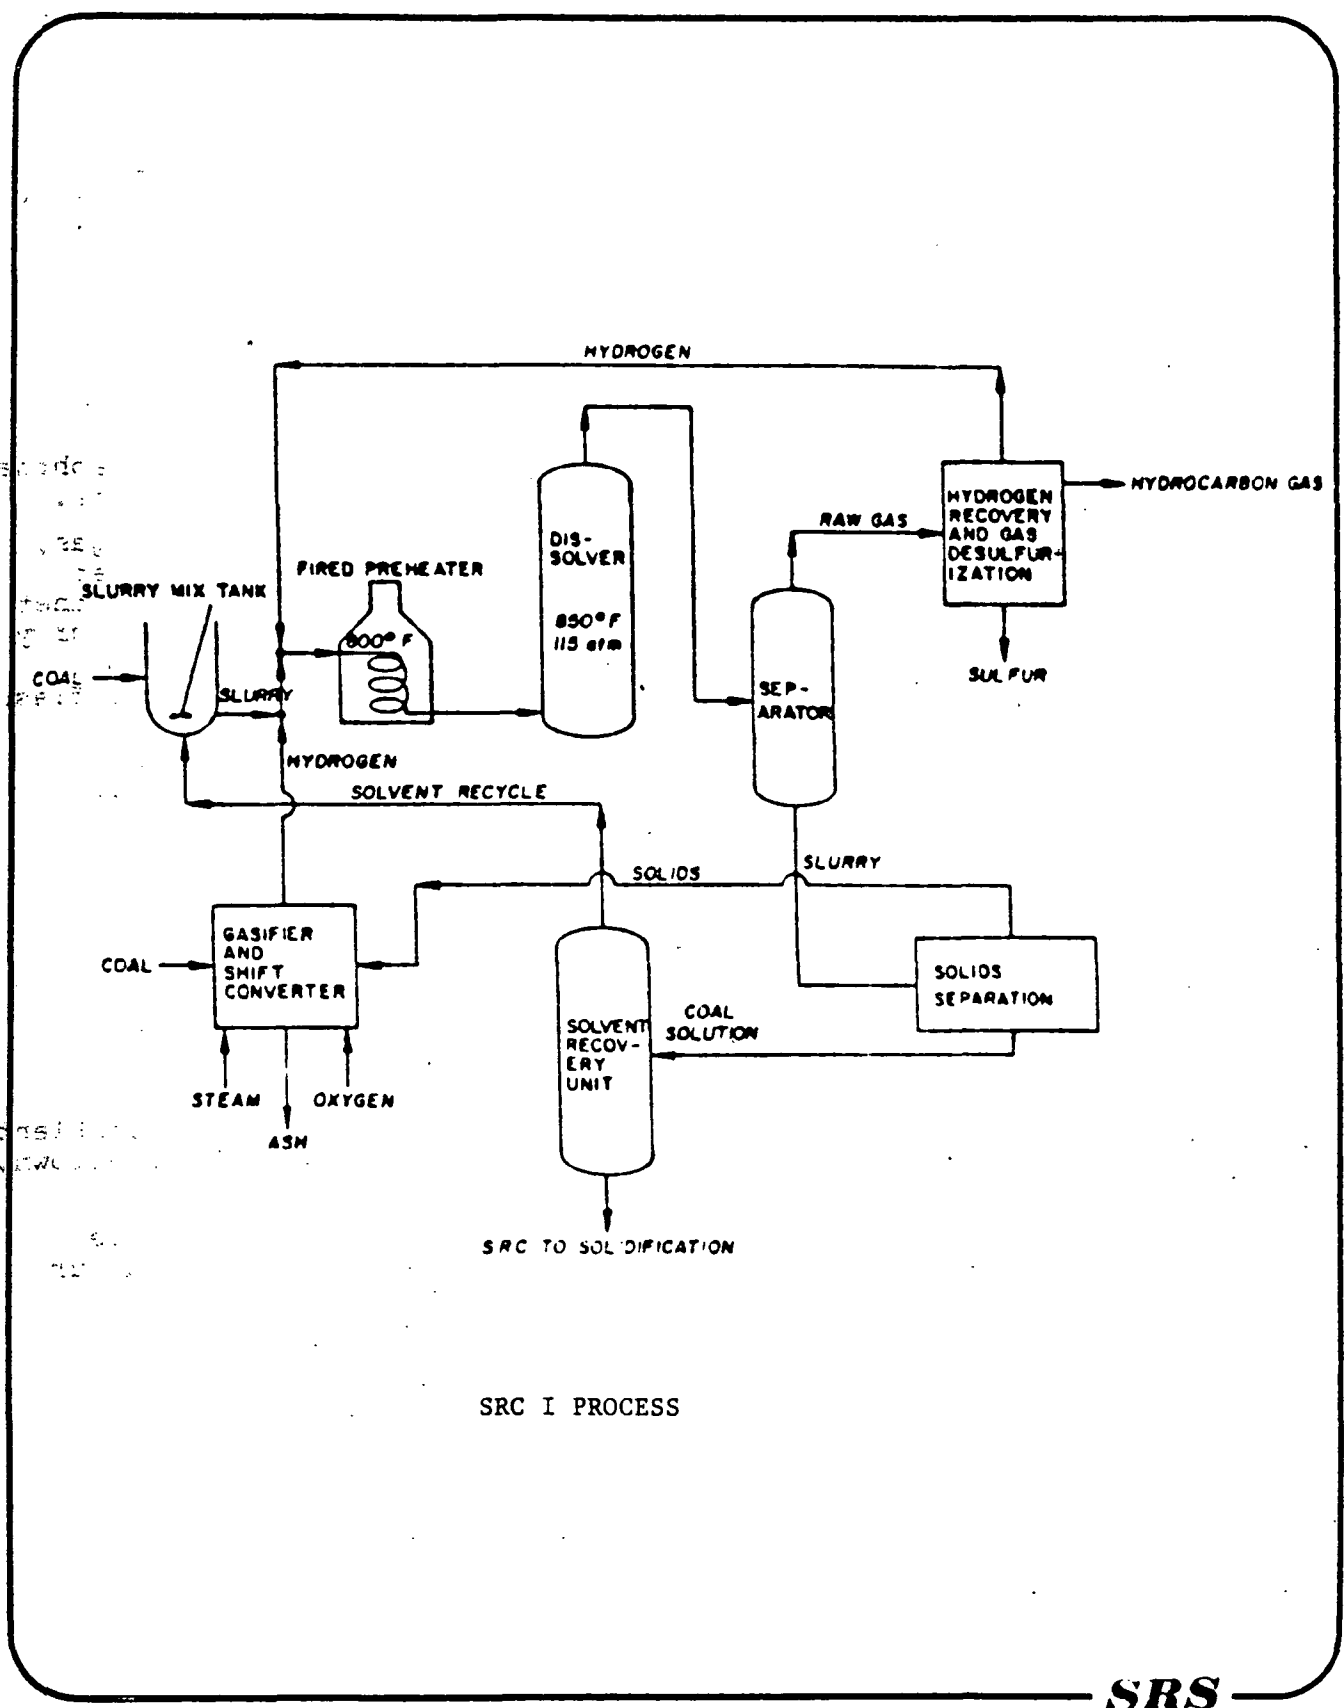 HYDROGEN
HYDROCARBON GAS
HYDROGEN
RECOVERY
AND GAS
DESULFUR-
IZATION
RAW GAS
DIS-
SOLVER
850° F
115 atm
FIRED PREHEATER
SLURRY MIX TANK
COAL
SLURRY
SULFUR
SEP-
ARATOR
HYDROGEN
SOLVENT RECYCLE
SLURRY
SOLIDS
GASIFIER
AND
SHIFT
CONVERTER
COAL
SOLIDS
SEPARATION
COAL
SOLUTION
SOLVENT
RECOV-
ERY
UNIT
STEAM
OXYGEN
ASH
SRC TO SOLIDIFICATION
SRC I PROCESS
SRS